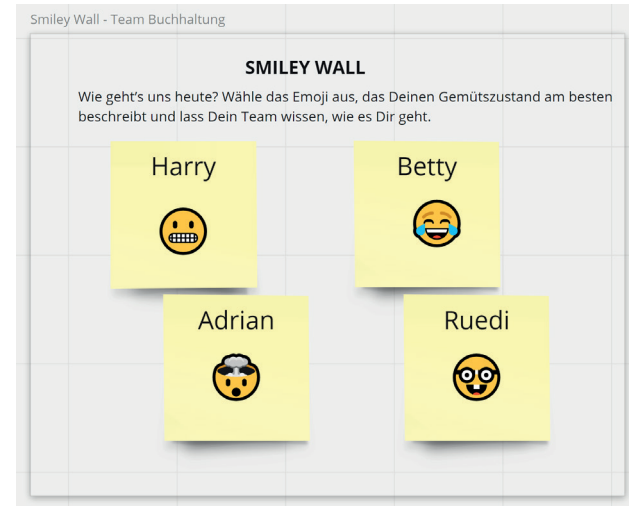 Smiley Wall - Team Buchhaltung
SMILEY WALL
Wie geht's uns heute? Wähle das Emoji aus, das Deinen Gemütszustand am besten
beschreibt und lass Dein Team wissen, wie es Dir geht.
Harry
Betty
Adrian
Ruedi